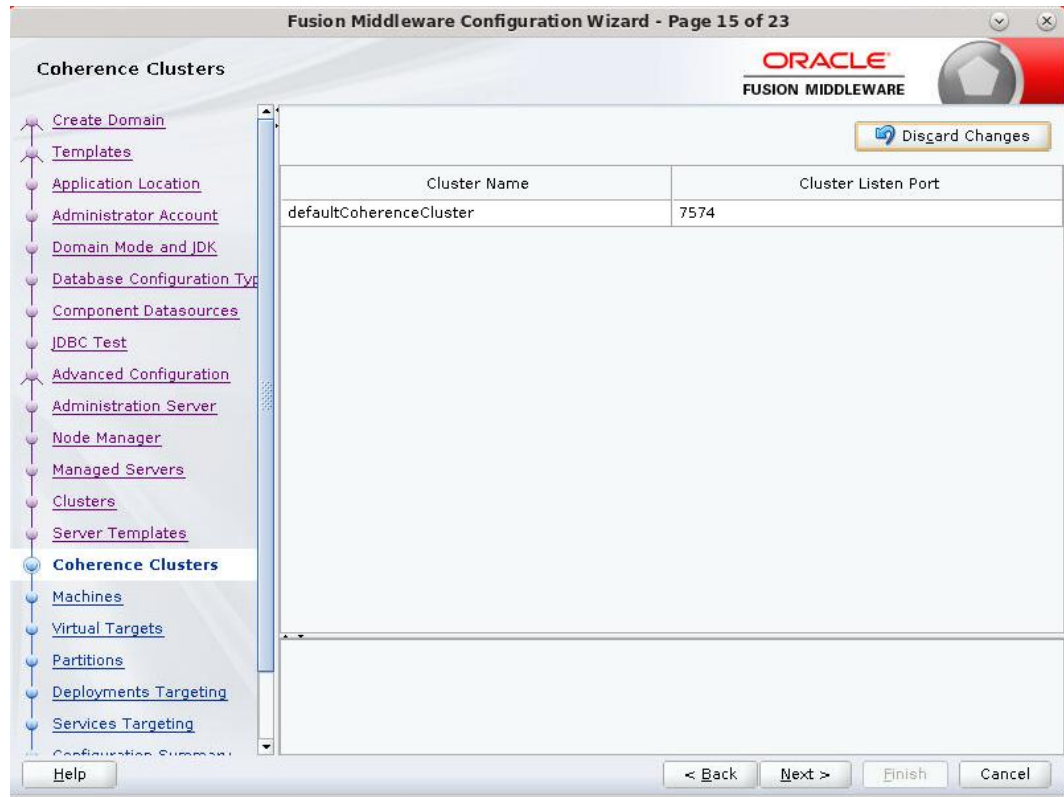 Fusion Middleware Configuration Wizard - Page 15 of 23
Coherence Clusters
ORACLE
FUSION MIDDLEWARE
Create Domain
Templates
Application Location
Administrator Account
Domain Mode and JDK
Database Configuration Typ
Component Datasources
JDBC Test
Advanced Configuration
Administration Server
Node Manager
Managed Servers
Clusters
Server Templates
Coherence Clusters
Machines
Virtual Targets
Partitions
Deployments Targeting
Services Targeting
Configuration Summary
Discard Changes
Cluster Name Cluster Listen Port
defaultCoherenceCluster 7574
Help < Back Next > Finish Cancel